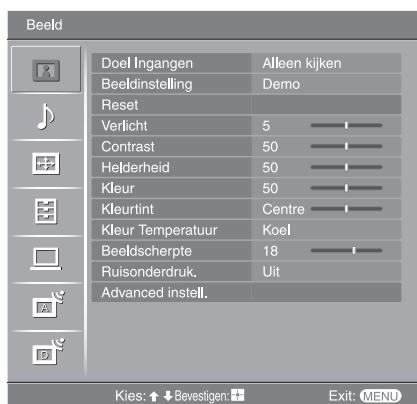 Beeld
Doel Ingangen Alleen kijken
Beeldinstelling Demo
Reset
Verlicht 5
Contrast 50
Helderheid 50
Kleur 50
Kleurtint Centre
Kleur Temperatuur Koel
Beeldscherpte 18
Ruisonderdruk. Uit
Advanced instell.
A
D
Kies: ↑ ↓ Bevestigen: Exit: MENU